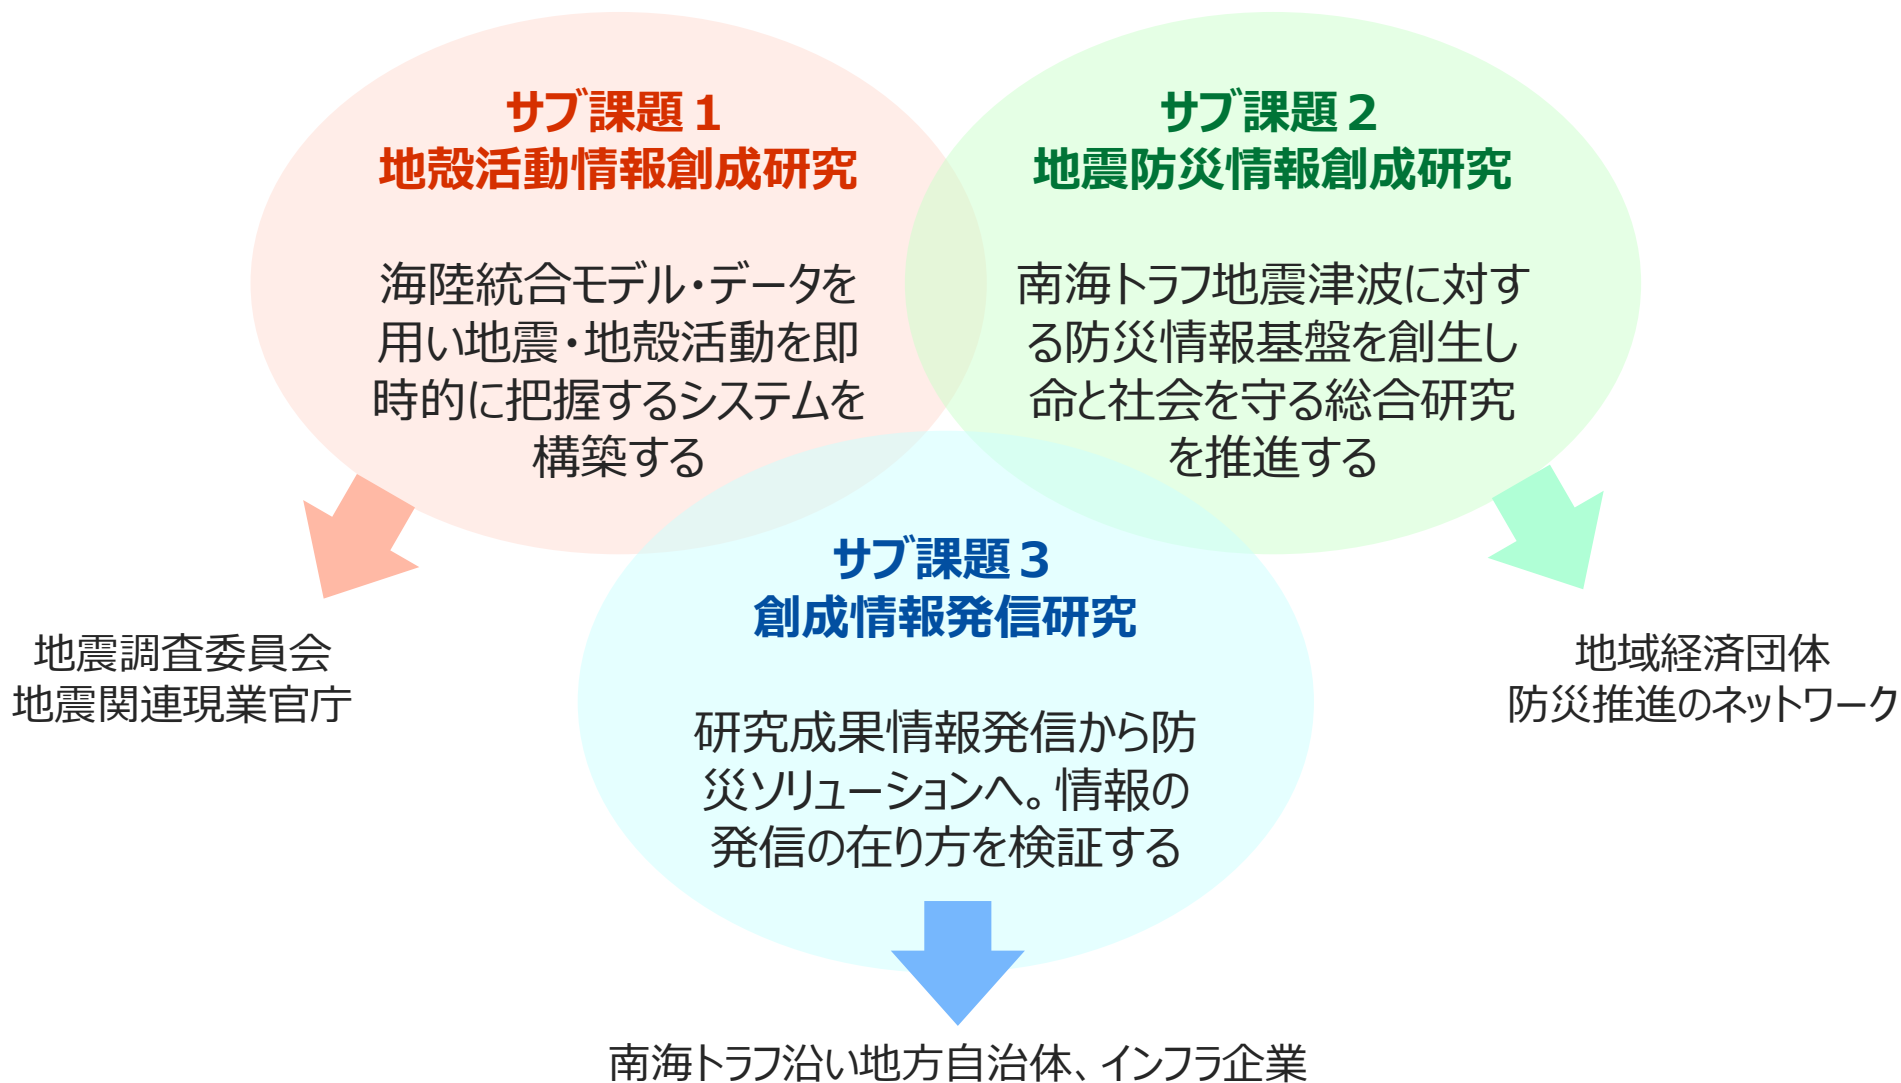 サブ課題1
地殻活動情報創成研究
海陸統合モデル・データを
用い地震・地殻活動を即
時的に把握するシステムを
構築する
サブ課題2
地震防災情報創成研究
南海トラフ地震津波に対す
る防災情報基盤を創生し
命と社会を守る総合研究
を推進する
サブ課題3
創成情報発信研究
研究成果情報発信から防
災ソリューションへ。情報の
発信の在り方を検証する
地震調査委員会
地震関連現業官庁
地域経済団体
防災推進のネットワーク
南海トラフ沿い地方自治体、インフラ企業